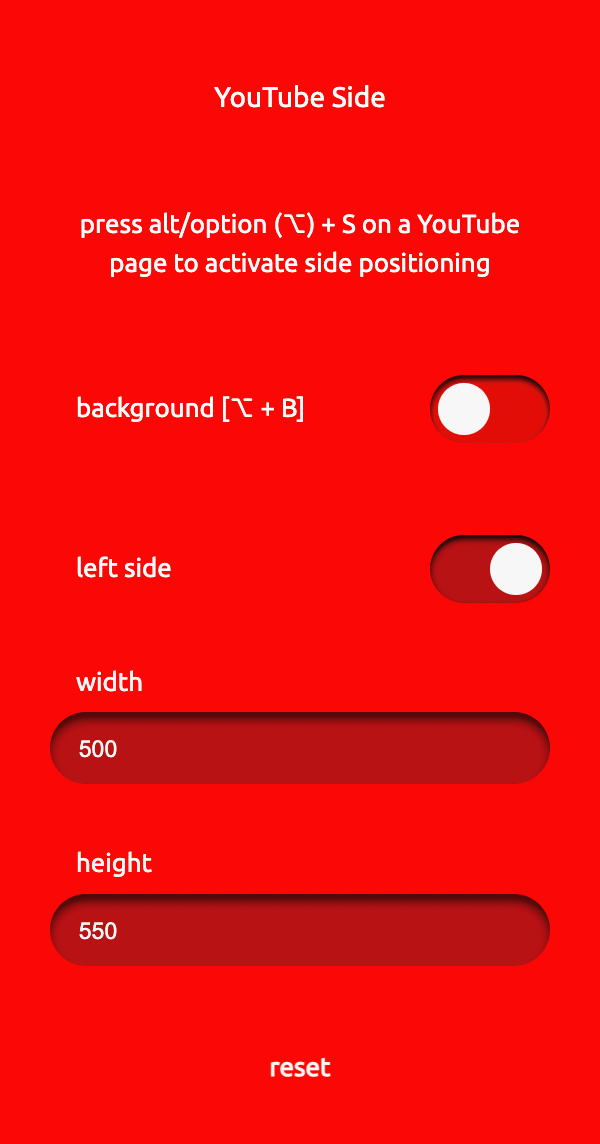 YouTube Side
press alt/option (⌥) + S on a YouTube
page to activate side positioning
background [⌥ + B]
left side
width
500
height
550
reset